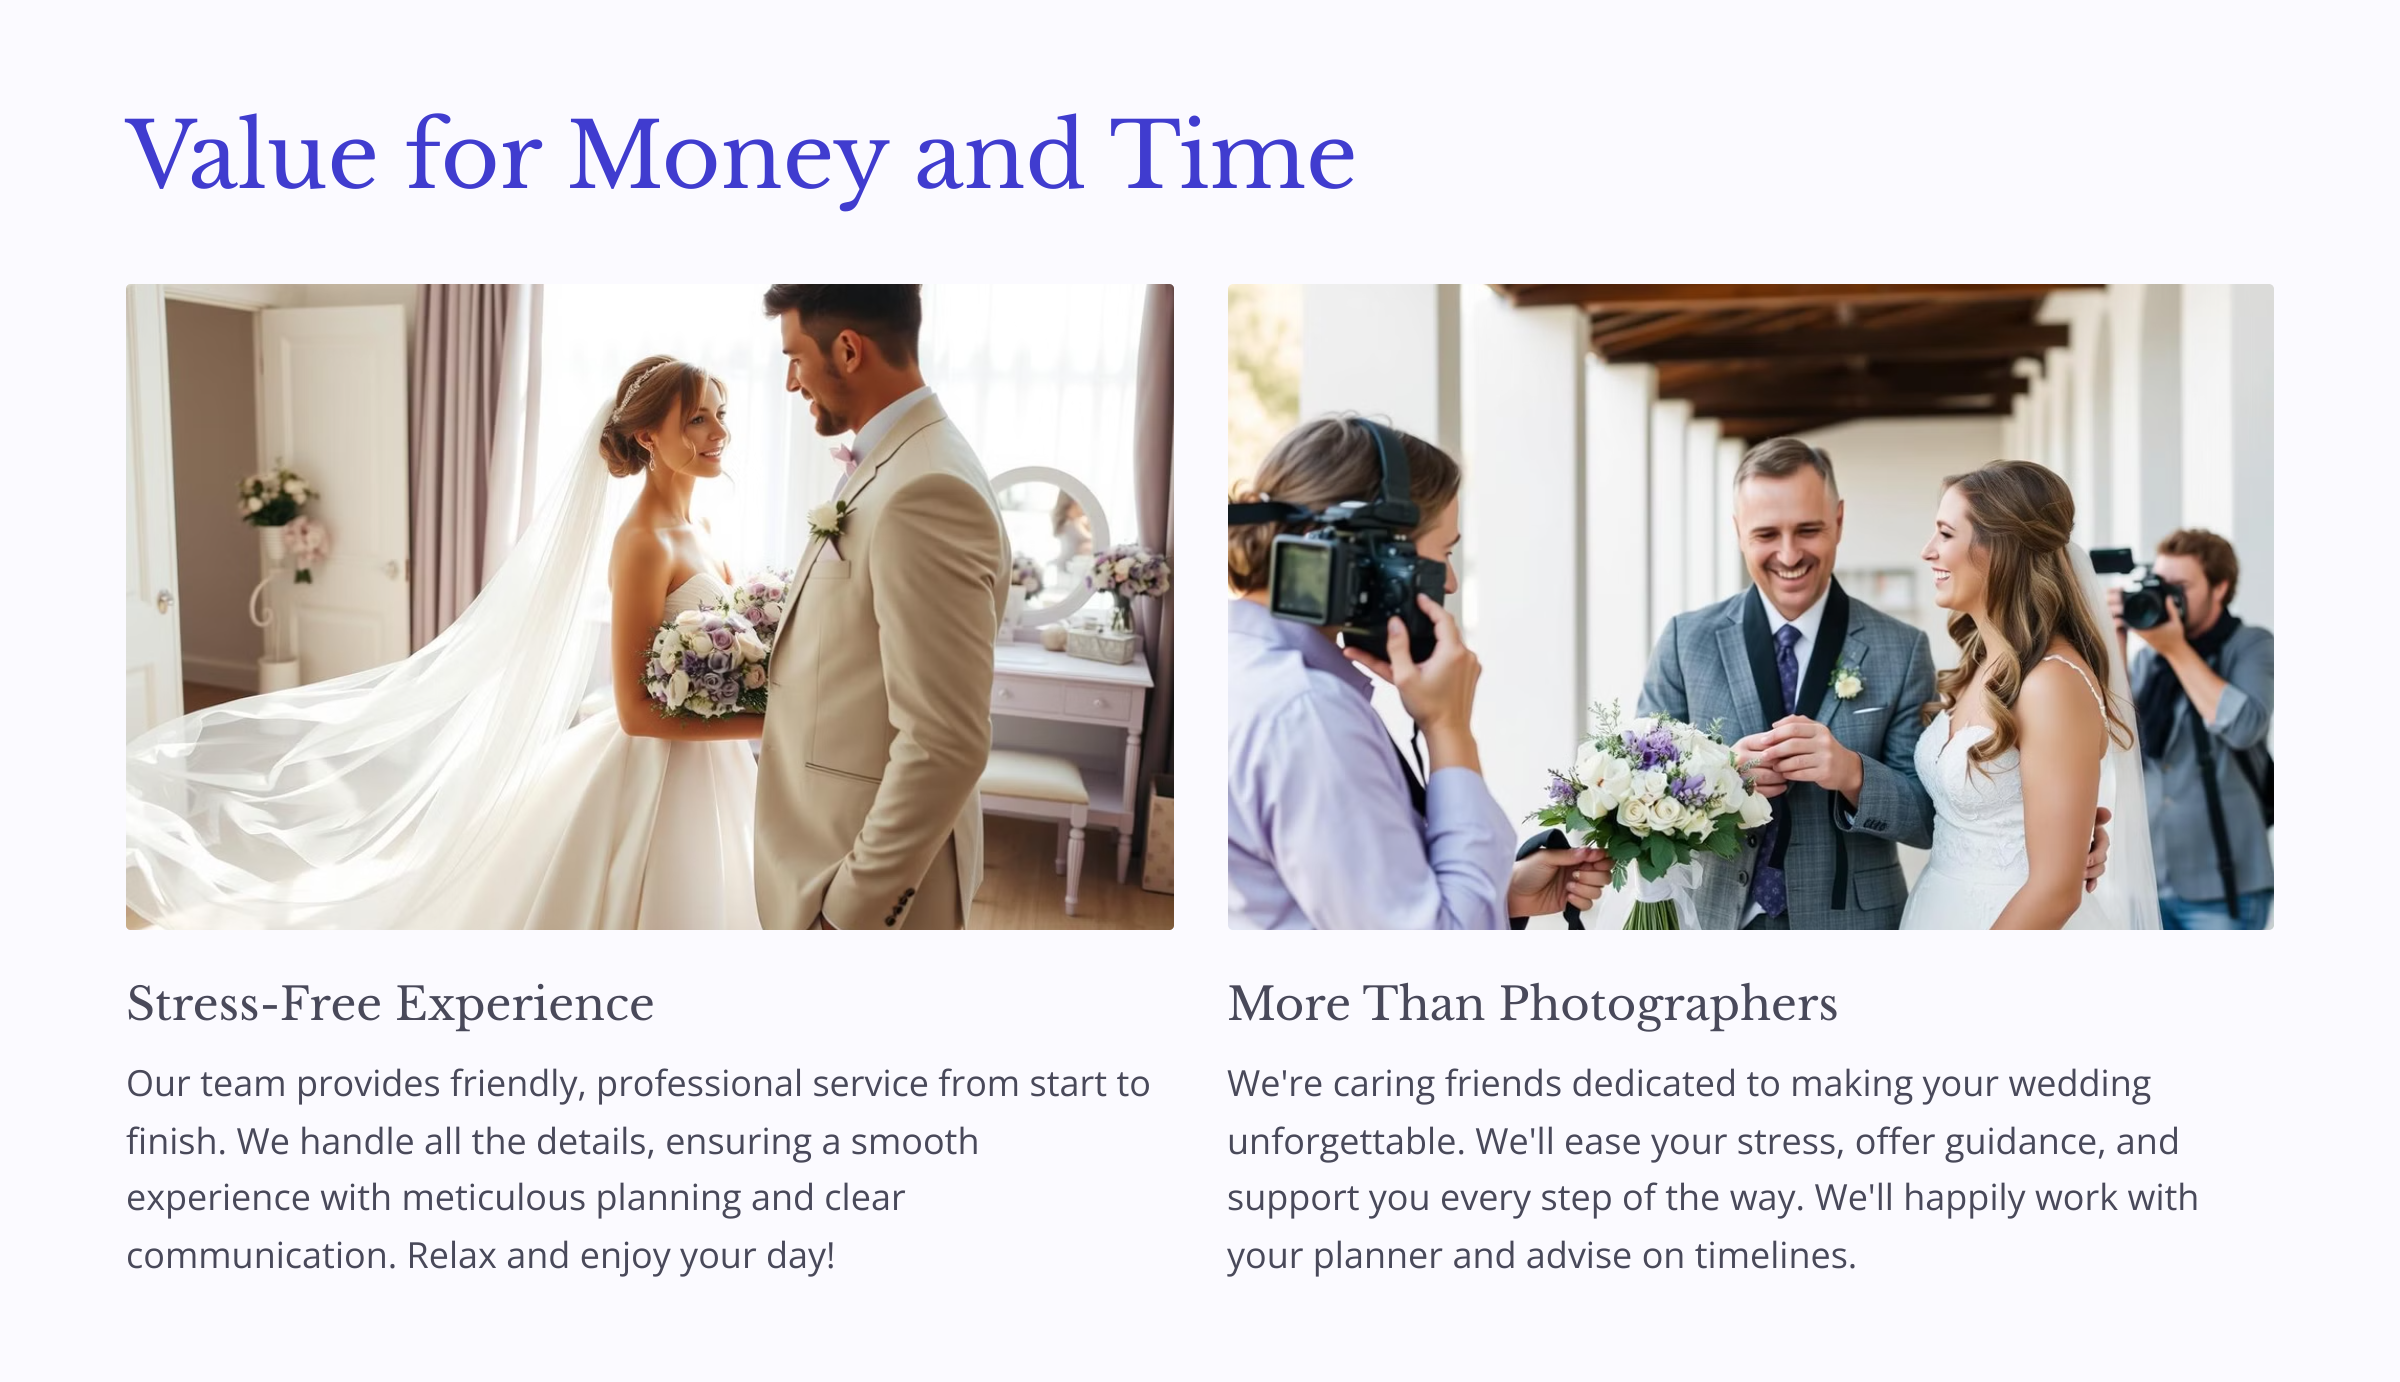 Value for Money and Time
Stress-Free Experience
Our team provides friendly, professional service from start to
finish. We handle all the details, ensuring a smooth
experience with meticulous planning and clear
communication. Relax and enjoy your day!
More Than Photographers
We're caring friends dedicated to making your wedding
unforgettable. We'll ease your stress, offer guidance, and
support you every step of the way. We'll happily work with
your planner and advise on timelines.